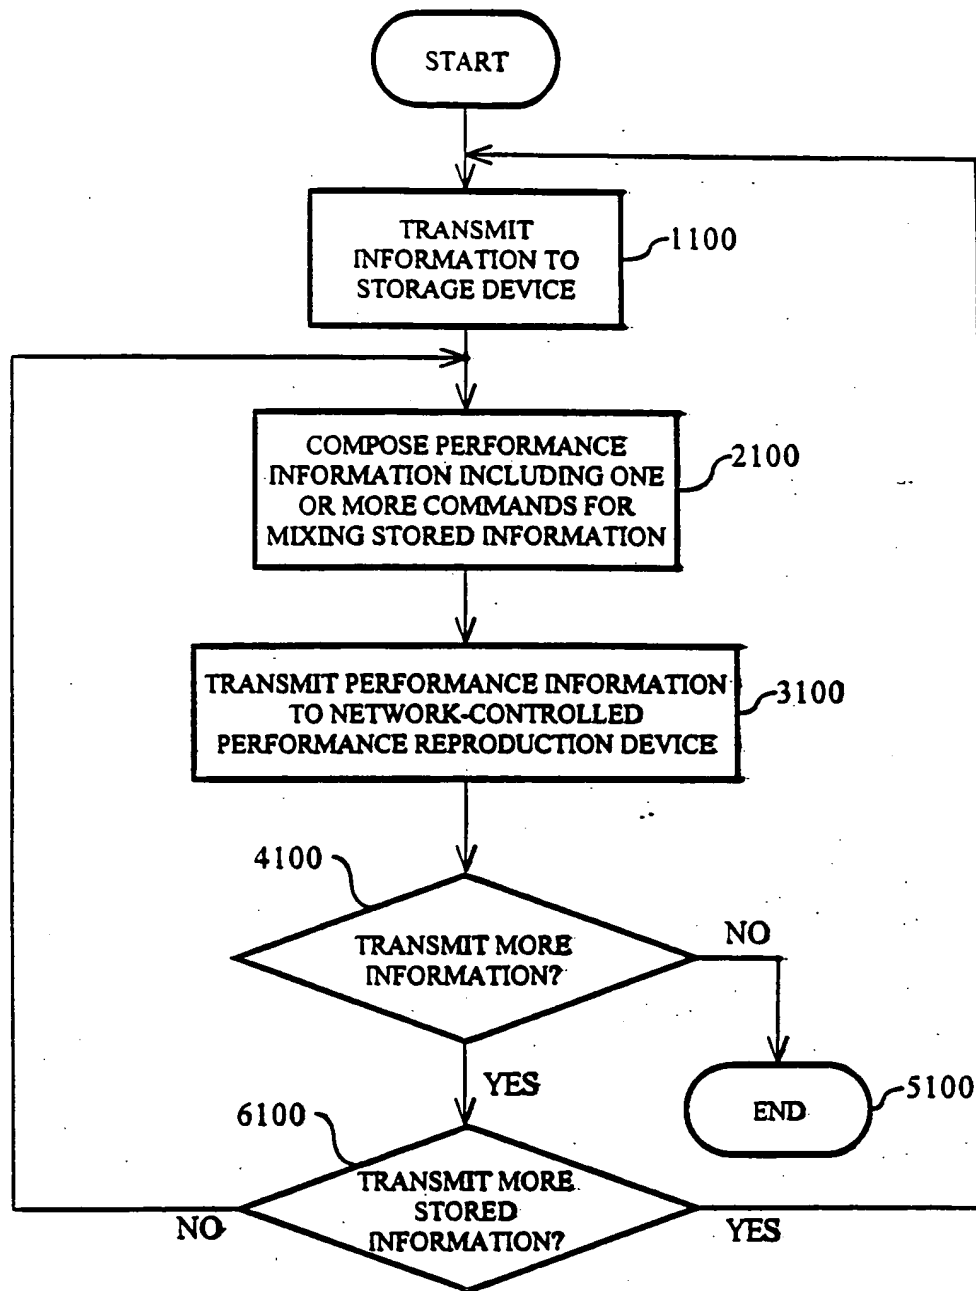 START
TRANSMIT
INFORMATION TO
STORAGE DEVICE
1100
COMPOSE PERFORMANCE
INFORMATION INCLUDING ONE
OR MORE COMMANDS FOR
MIXING STORED INFORMATION
2100
TRANSMIT PERFORMANCE INFORMATION
TO NETWORK-CONTROLLED
PERFORMANCE REPRODUCTION DEVICE
3100
4100
TRANSMIT MORE
INFORMATION?
NO
YES
END
5100
6100
TRANSMIT MORE
STORED
INFORMATION?
NO
YES